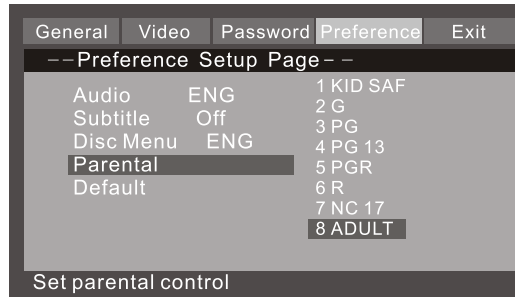 General Video Password Preference Exit
--Preference Setup Page--
Audio ENG
Subtitle Off
Disc Menu ENG
Parental
Default
1 KID SAF
2 G
3 PG
4 PG 13
5 PGR
6 R
7 NC 17
8 ADULT
Set parental control